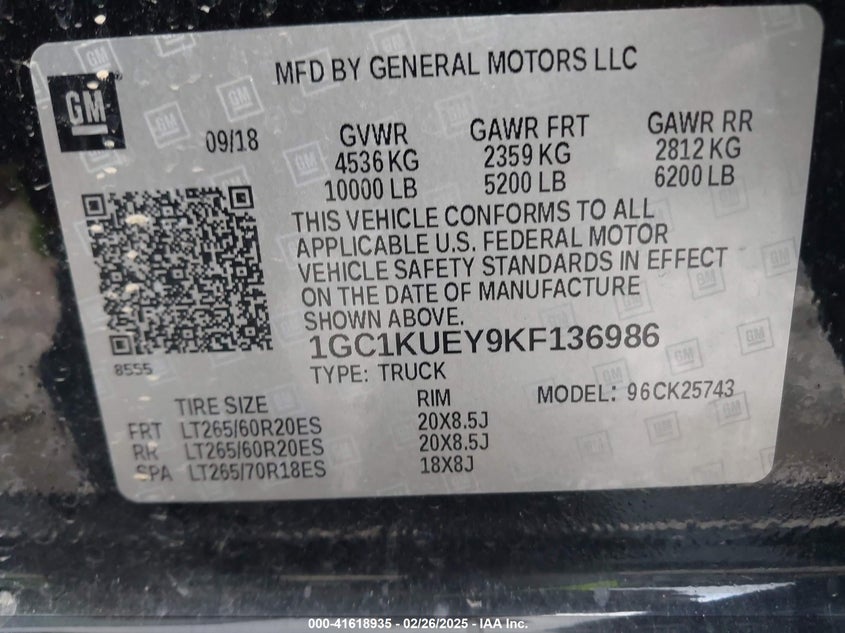 MFD BY GENERAL MOTORS LLC
GM
09/18
GVWR GAWR FRT GAWR RR
4536 KG 2359 KG 2812 KG
10000 LB 5200 LB 6200 LB
THIS VEHICLE CONFORMS TO ALL
APPLICABLE U.S. FEDERAL MOTOR
VEHICLE SAFETY STANDARDS IN EFFECT
ON THE DATE OF MANUFACTURE
SHOWN ABOVE.
1GC1KUEY9KF136986
8555
TYPE: TRUCK
MODEL: 96CK25743
TIRE SIZE RIM
FRT LT265/60R20ES 20X8.5J
RR LT265/60R20ES 20X8.5J
SPA LT265/70R18ES 18X8J
000-41618935 - 02/26/2025 - IAA Inc.